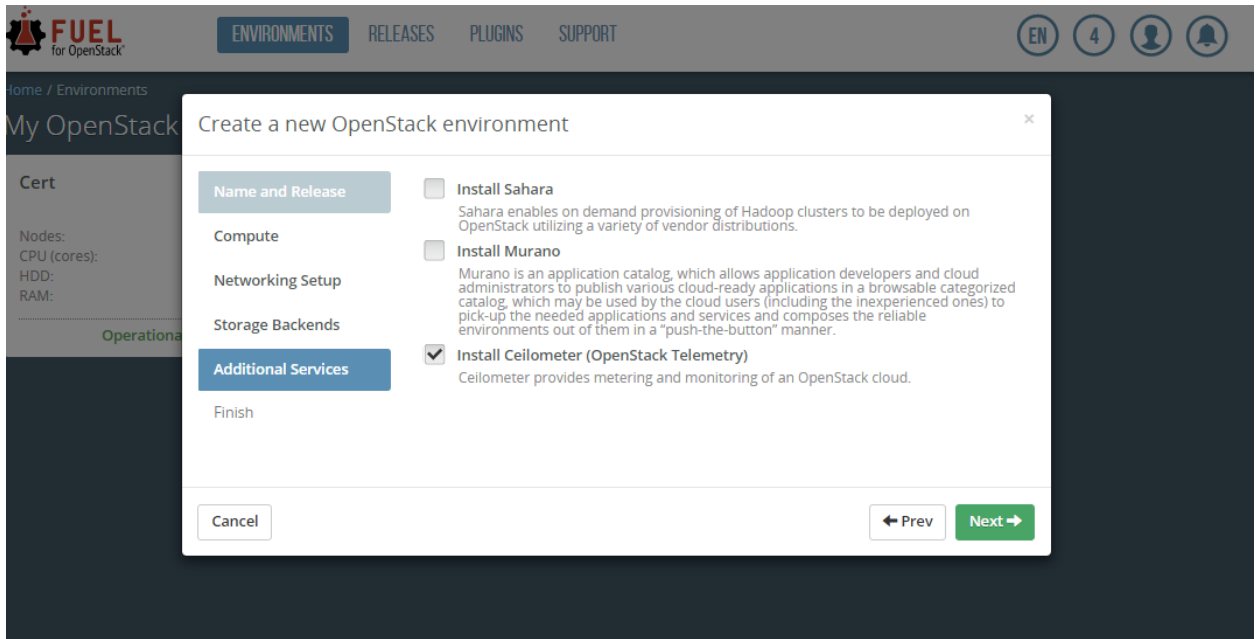 FUEL
for OpenStack
ENVIRONMENTS RELEASES PLUGINS SUPPORT EN 4
Home / Environments
My OpenStack
Cert
Nodes:
CPU (cores):
HDD:
RAM:
Operationa
Create a new OpenStack environment ×
Name and Release
Compute
Networking Setup
Storage Backends
Additional Services
Finish
Install Sahara
Sahara enables on demand provisioning of Hadoop clusters to be deployed on
OpenStack utilizing a variety of vendor distributions.
Install Murano
Murano is an application catalog, which allows application developers and cloud
administrators to publish various cloud-ready applications in a browsable categorized
catalog, which may be used by the cloud users (including the inexperienced ones) to
pick-up the needed applications and services and composes the reliable
environments out of them in a “push-the-button” manner.
Install Ceilometer (OpenStack Telemetry)
Ceilometer provides metering and monitoring of an OpenStack cloud.
Cancel Prev Next